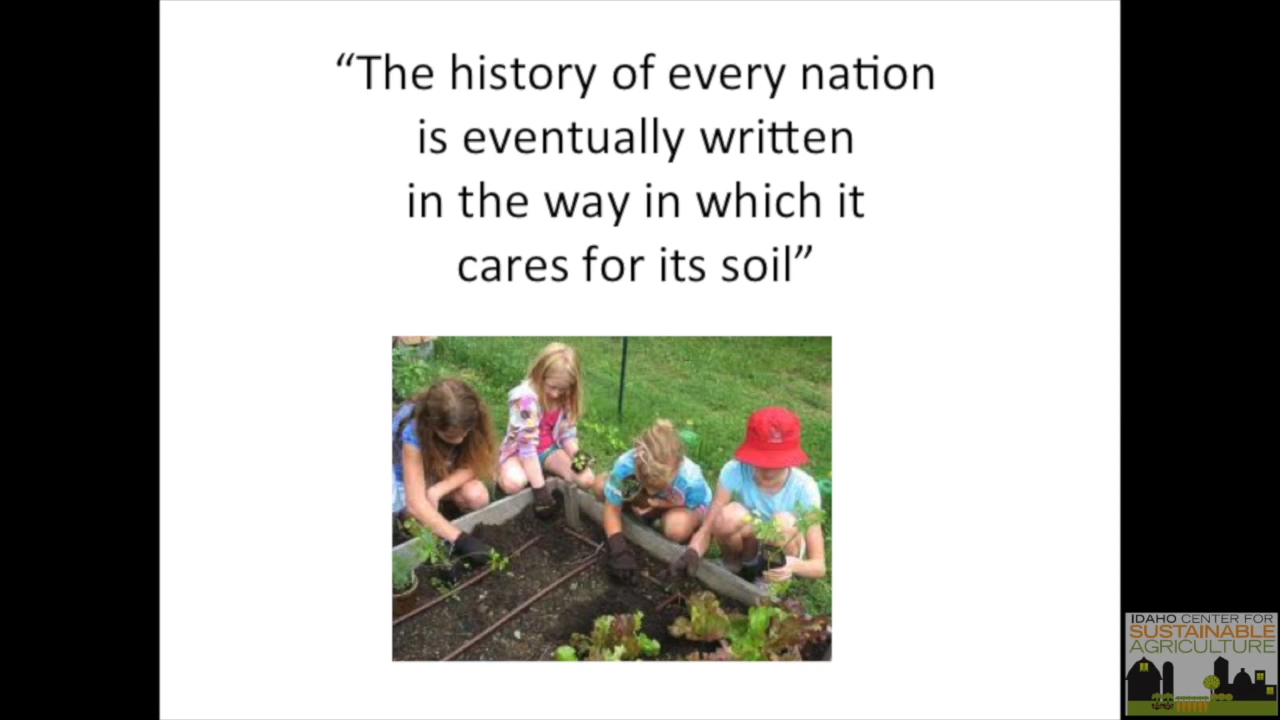 “The history of every nation
is eventually written
in the way in which it
cares for its soil”
IDAHO CENTER FOR
SUSTAINABLE
AGRICULTURE